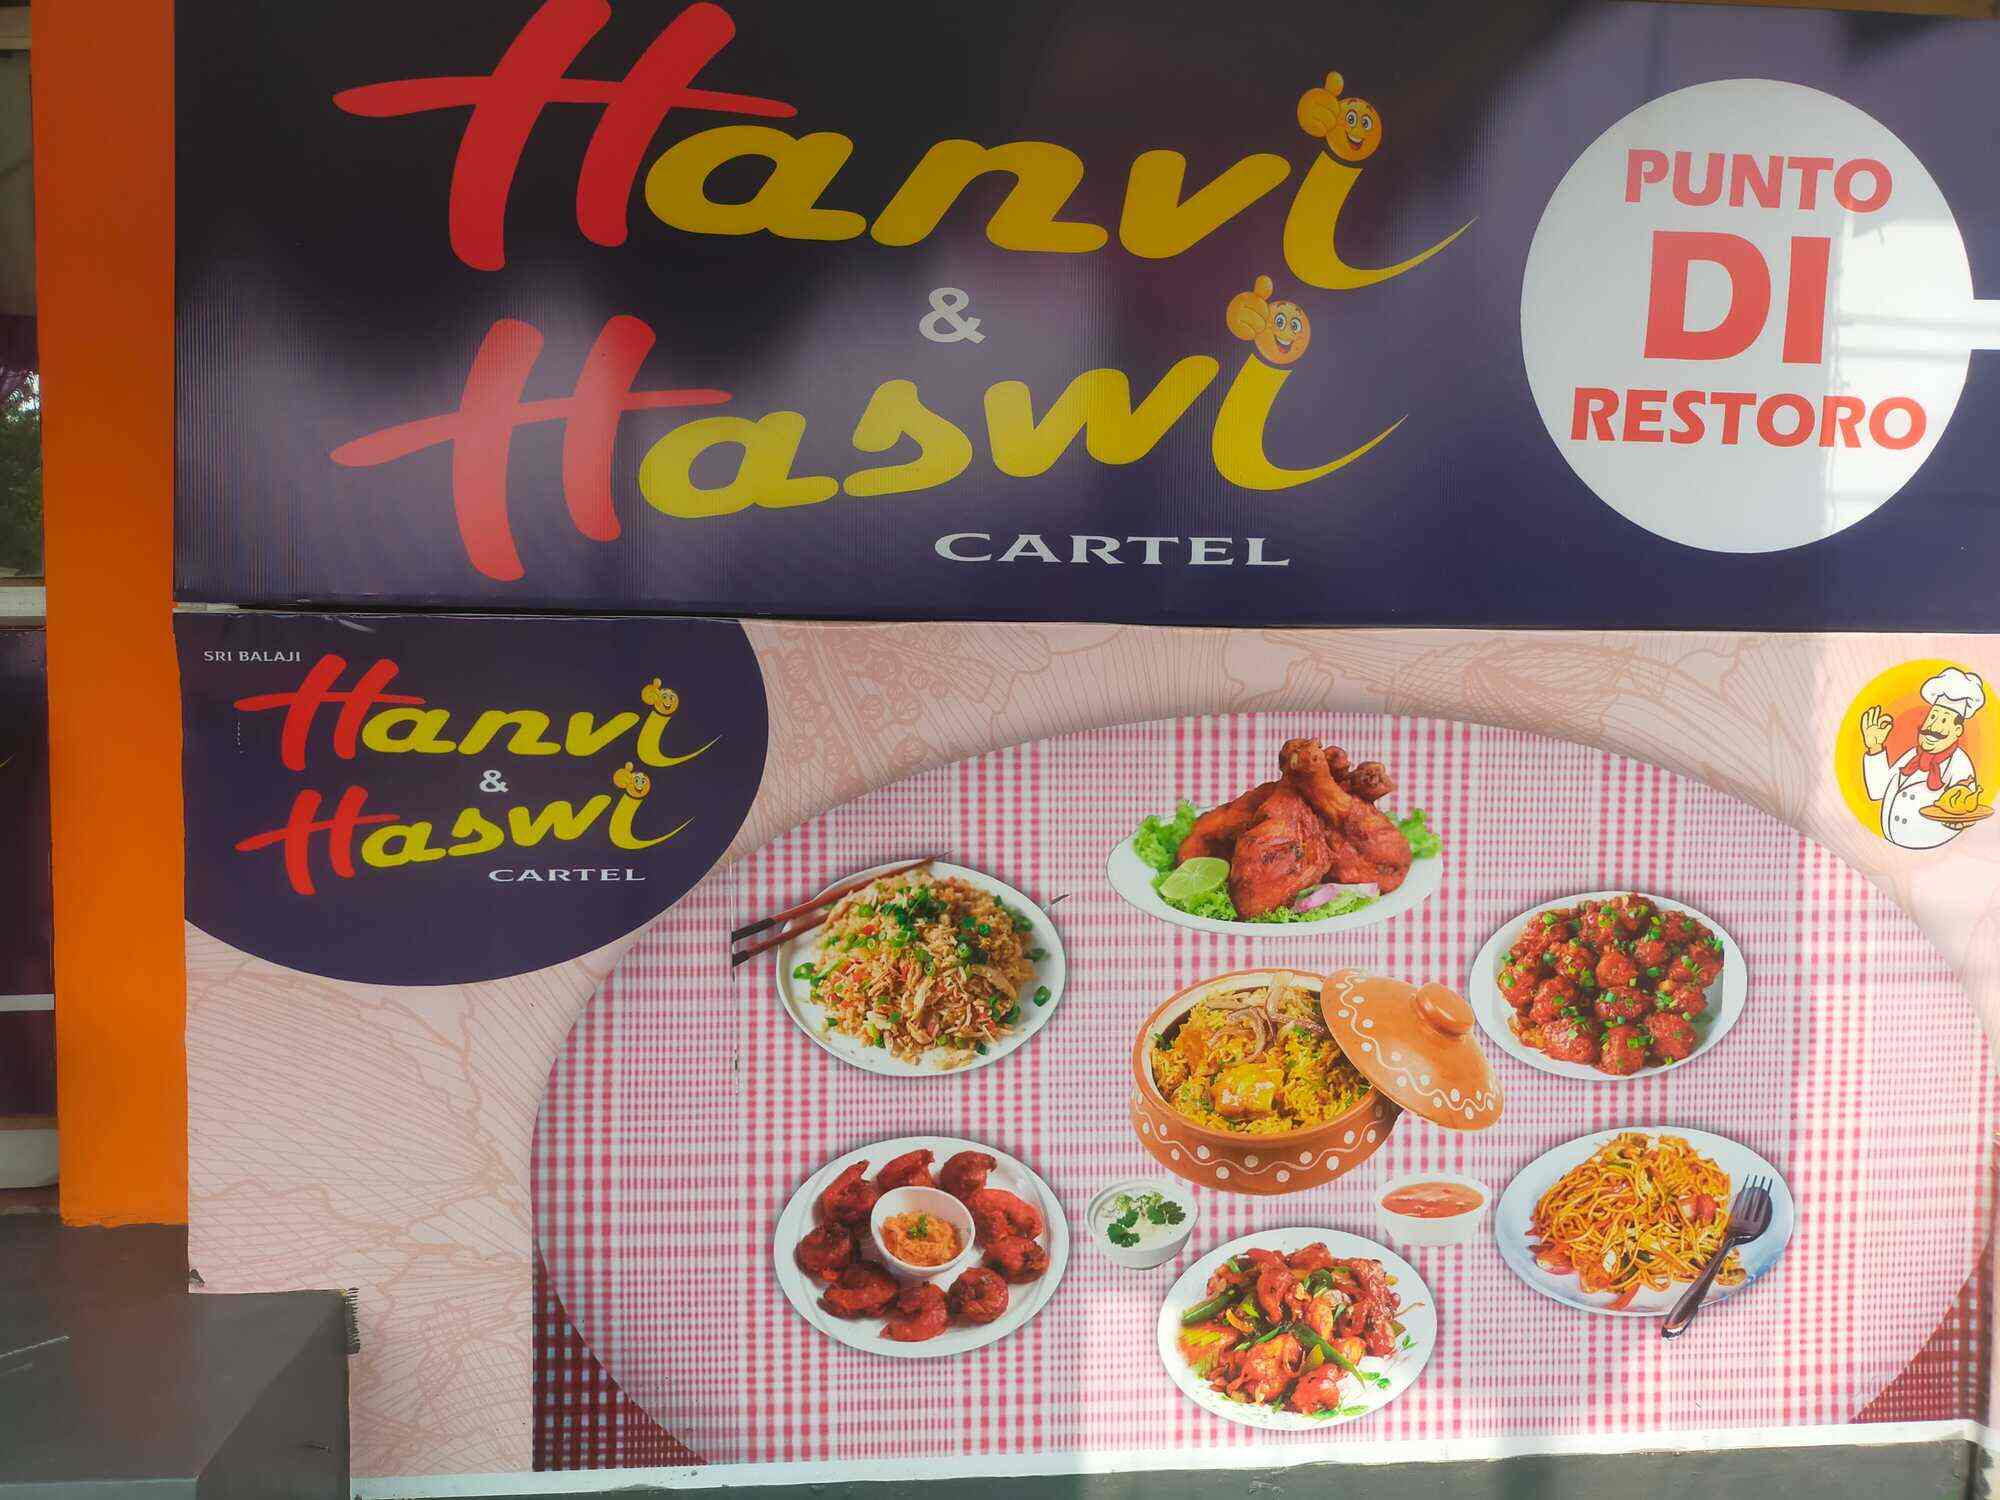 Hanvi
&
Haswi
CARTEL
PUNTO
DI
RESTORO
SRI BALAJI
Hanvi
&
Haswi
CARTEL